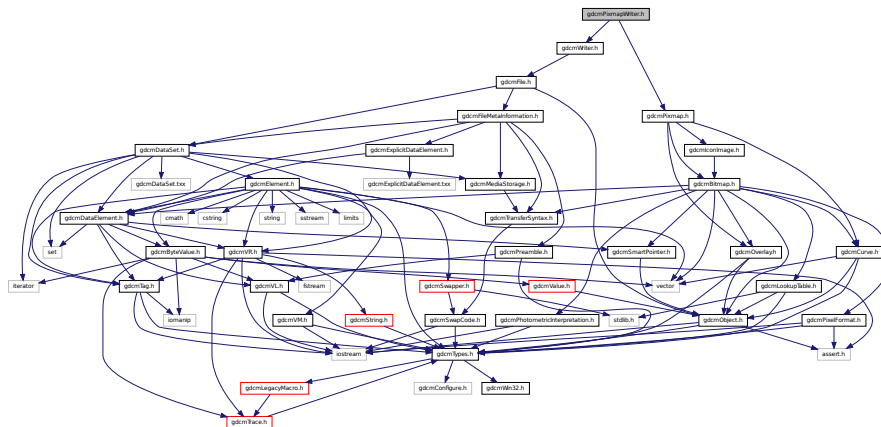 gdcmPixmapWriter.h
gdcmWriter.h
gdcmFile.h
gdcmFileMetaInformation.h
gdcmPixmap.h
gdcmDataSet.h
gdcmExplicitDataElement.h
gdcmIconImage.h
gdcmDataSet.txx
gdcmElement.h
gdcmExplicitDataElement.txx
gdcmMediaStorage.h
gdcmBitmap.h
gdcmDataElement.h
cmath
cstring
string
sstream
limits
gdcmTransferSyntax.h
set
gdcmByteValue.h
gdcmVR.h
gdcmPreamble.h
gdcmSmartPointer.h
gdcmOverlay.h
gdcmCurve.h
iterator
gdcmTag.h
gdcmVL.h
fstream
gdcmSwapper.h
gdcmValue.h
vector
gdcmLookupTable.h
iomanip
gdcmVM.h
gdcmString.h
gdcmSwapCode.h
gdcmPhotometricInterpretation.h
stdlib.h
gdcmObject.h
gdcmPixelFormat.h
iostream
gdcmTypes.h
assert.h
gdcmLegacyMacro.h
gdcmConfigure.h
gdcmWin32.h
gdcmTrace.h